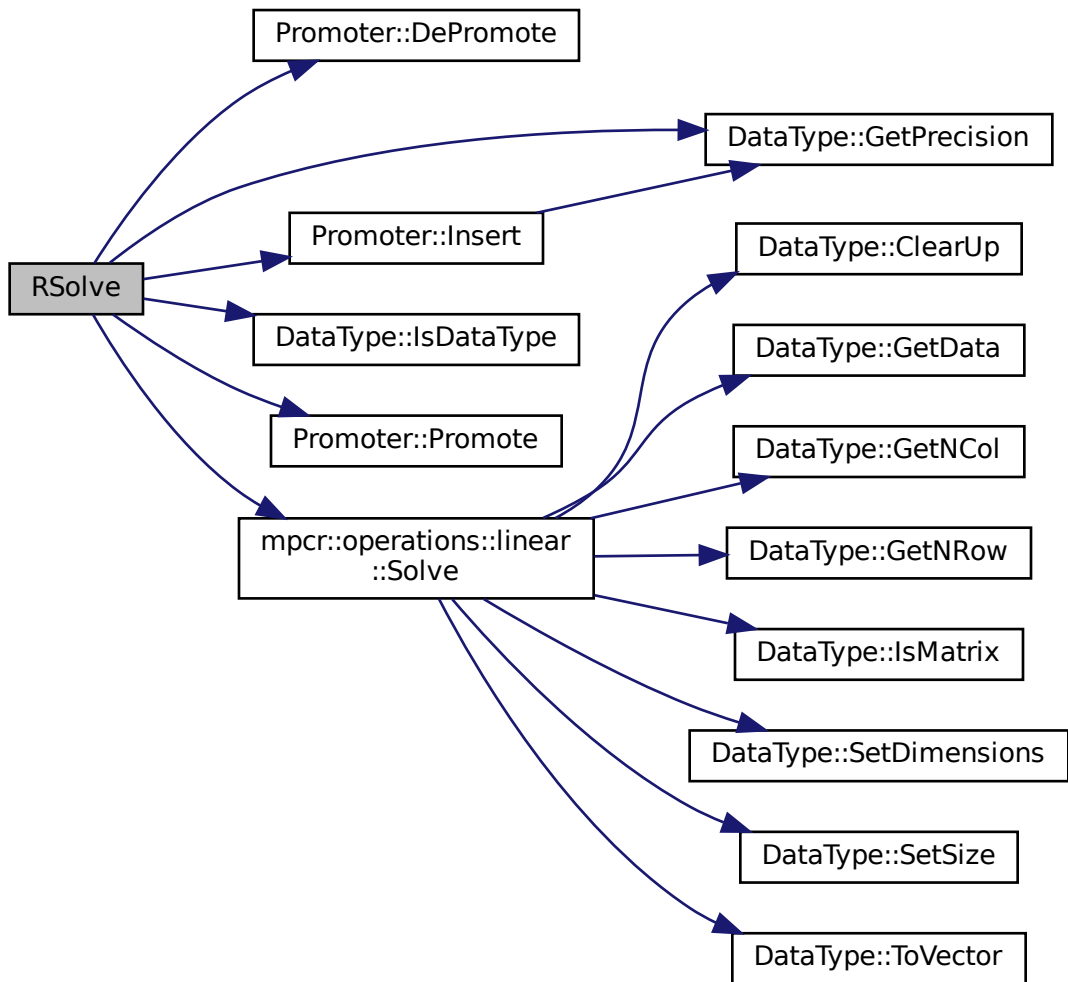 Promoter::DePromote
DataType::GetPrecision
Promoter::Insert
DataType::ClearUp
RSolve
DataType::IsDataType
DataType::GetData
Promoter::Promote
DataType::GetNCol
mpcr::operations::linear
::Solve
DataType::GetNRow
DataType::IsMatrix
DataType::SetDimensions
DataType::SetSize
DataType::ToVector